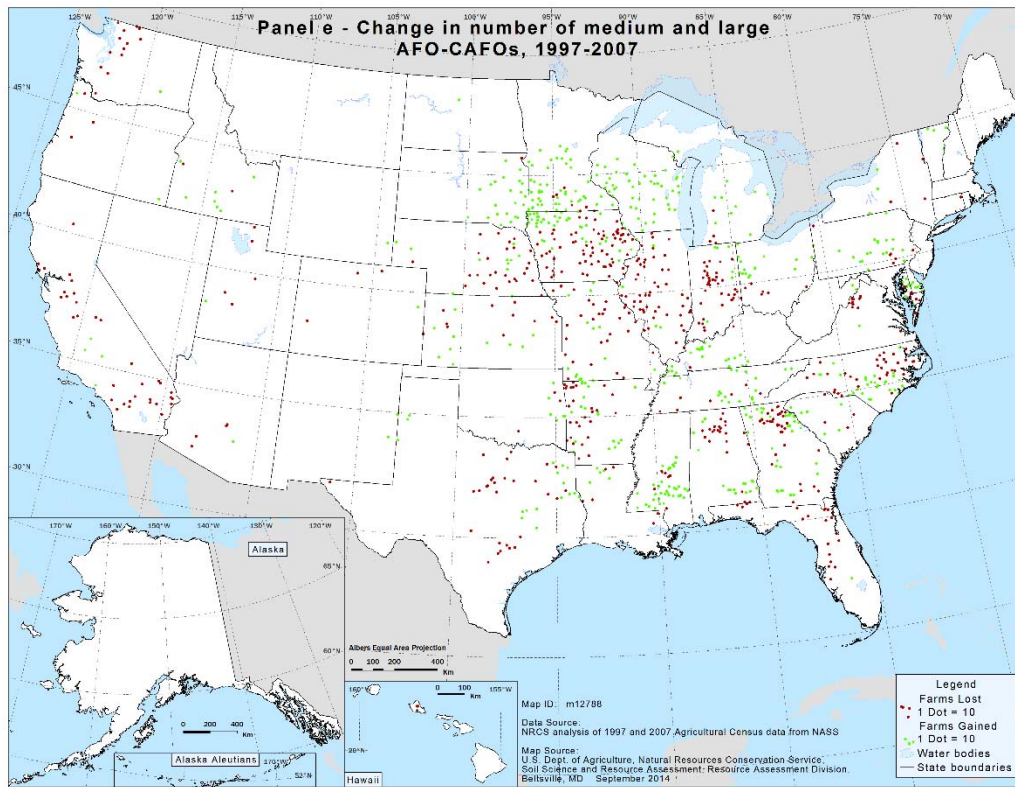 125°W
120°W
115°W
110°W
105°W
100°W
95°W
90°W
85°W
80°W
75°W
70°W
Panel e - Change in number of medium and large
AFO-CAFOs, 1997-2007
45°N
40°N
35°N
30°N
170°W
160°W
150°W
140°W
130°W
120°W
Alaska
65°N
60°N
Albers Equal Area Projection
0 100 200 400
Km
0 200 400
Km
Alaska Aleutians
170°W
52°N
160°W
0 100
Km
155°W
20°N
Hawaii
Map ID: m12788
Data Source:
NRCS analysis of 1997 and 2007 Agricultural Census data from NASS
Map Source:
U.S. Dept. of Agriculture, Natural Resources Conservation Service,
Soil Science and Resource Assessment, Resource Assessment Division,
Beltsville, MD September 2014
Legend
Farms Lost
1 Dot = 10
Farms Gained
1 Dot = 10
Water bodies
State boundaries